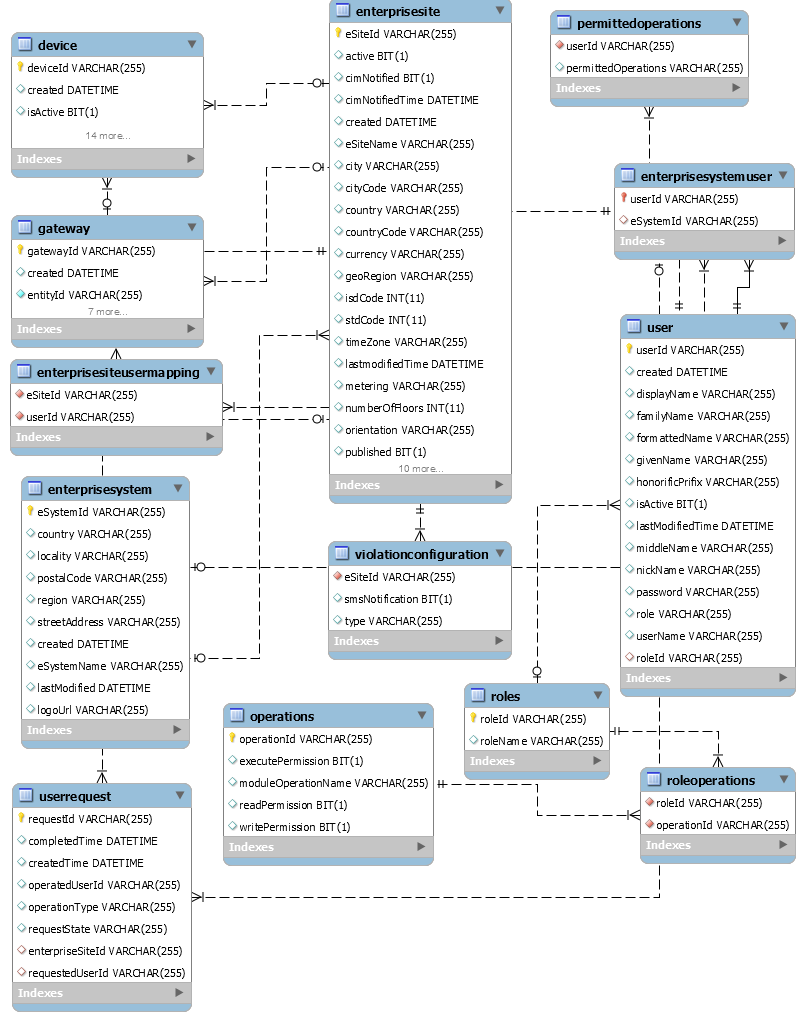 device
deviceId VARCHAR(255)
created DATETIME
isActive BIT(1)
14 more...
Indexes
gateway
gatewayId VARCHAR(255)
created DATETIME
entityId VARCHAR(255)
7 more...
Indexes
enterprisesiteusermapping
eSiteId VARCHAR(255)
userId VARCHAR(255)
Indexes
enterprisesystem
eSystemId VARCHAR(255)
country VARCHAR(255)
locality VARCHAR(255)
postalCode VARCHAR(255)
region VARCHAR(255)
streetAddress VARCHAR(255)
created DATETIME
eSystemName VARCHAR(255)
lastModified DATETIME
logoUrl VARCHAR(255)
Indexes
userrequest
requestId VARCHAR(255)
completedTime DATETIME
createdTime DATETIME
operatedUserId VARCHAR(255)
operationType VARCHAR(255)
requestState VARCHAR(255)
enterpriseSiteId VARCHAR(255)
requestedUserId VARCHAR(255)
Indexes
enterprisesite
eSiteId VARCHAR(255)
active BIT(1)
cimNotified BIT(1)
cimNotifiedTime DATETIME
created DATETIME
eSiteName VARCHAR(255)
city VARCHAR(255)
cityCode VARCHAR(255)
country VARCHAR(255)
countryCode VARCHAR(255)
currency VARCHAR(255)
geoRegion VARCHAR(255)
isdCode INT(11)
stdCode INT(11)
timeZone VARCHAR(255)
lastmodifiedTime DATETIME
metering VARCHAR(255)
numberOfFloors INT(11)
orientation VARCHAR(255)
published BIT(1)
10 more...
Indexes
violationconfiguration
eSiteId VARCHAR(255)
smsNotification BIT(1)
type VARCHAR(255)
Indexes
operations
operationId VARCHAR(255)
executePermission BIT(1)
moduleOperationName VARCHAR(255)
readPermission BIT(1)
writePermission BIT(1)
Indexes
roles
roleId VARCHAR(255)
roleName VARCHAR(255)
Indexes
permittedoperations
userId VARCHAR(255)
permittedOperations VARCHAR(255)
Indexes
enterprisesystemuser
userId VARCHAR(255)
eSystemId VARCHAR(255)
Indexes
user
userId VARCHAR(255)
created DATETIME
displayName VARCHAR(255)
familyName VARCHAR(255)
formattedName VARCHAR(255)
givenName VARCHAR(255)
honorificPrifix VARCHAR(255)
isActive BIT(1)
lastModifiedTime DATETIME
middleName VARCHAR(255)
nickName VARCHAR(255)
password VARCHAR(255)
role VARCHAR(255)
userName VARCHAR(255)
roleId VARCHAR(255)
Indexes
roleoperations
roleId VARCHAR(255)
operationId VARCHAR(255)
Indexes